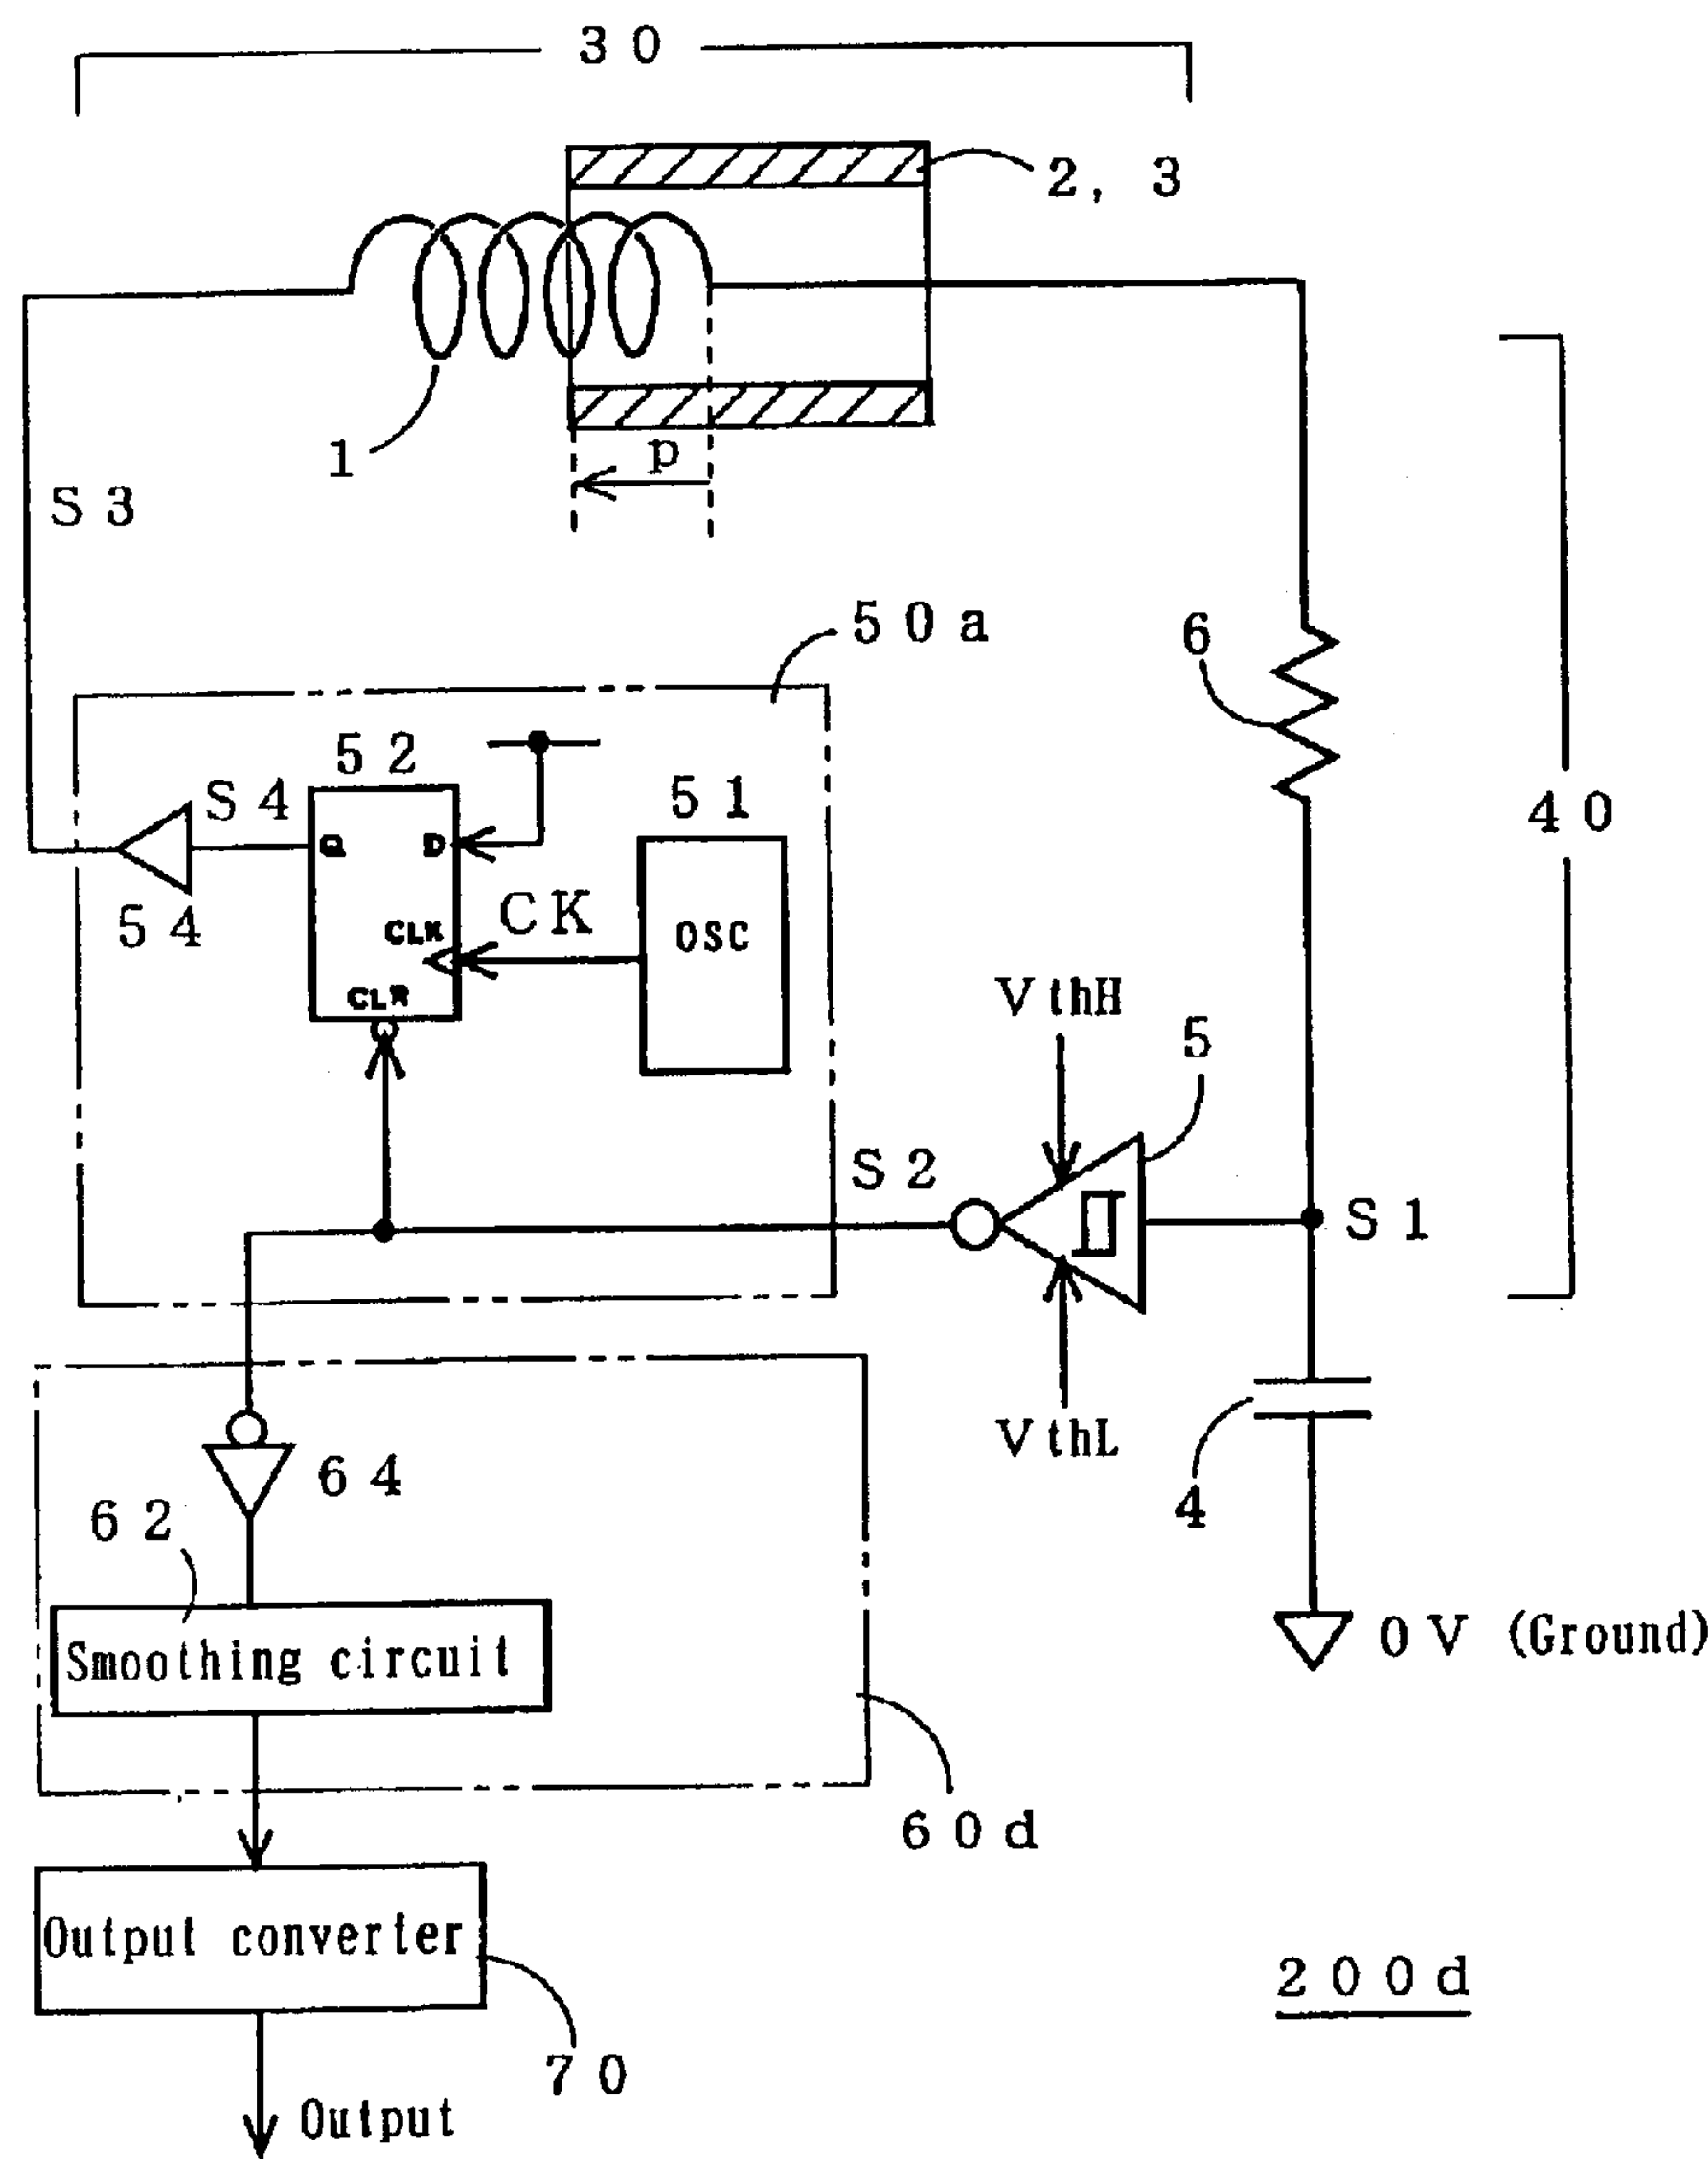 30
2, 3
1
p
S3
50a
6
52
51
S4
40
Q
D
54
CK
CLK
OSC
CLR
VthH
5
S2
S1
VthL
4
64
62
Smoothing circuit
0V (Ground)
60d
Output converter
200d
70
Output